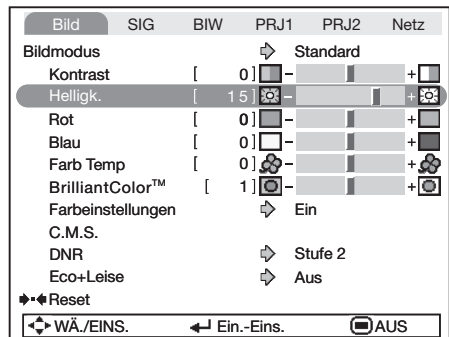 Bild SIG BIW PRJ1 PRJ2 Netz
Bildmodus Standard
Kontrast [ 0] - +
Helligk. [ 15] - +
Rot [ 0] - +
Blau [ 0] - +
Farb Temp [ 0] - +
BrilliantColor™ [ 1] - +
Farbeinstellungen Ein
C.M.S.
DNR Stufe 2
Eco+Leise Aus
Reset
WÄ./EINS. Ein.-Eins. AUS